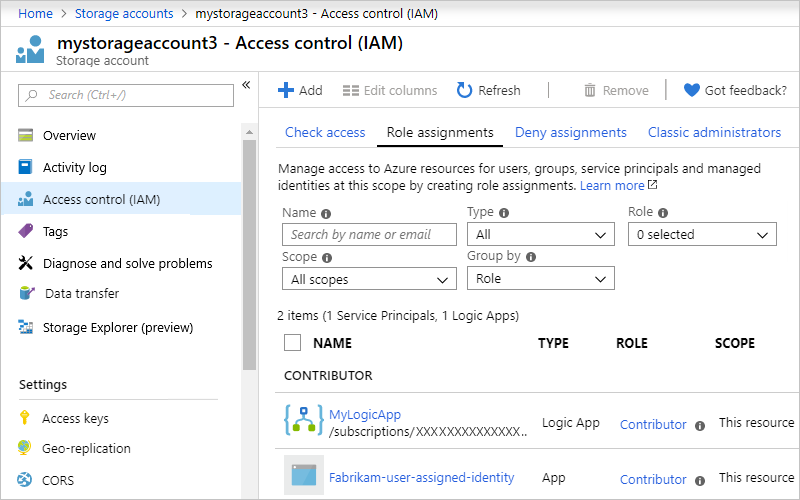 Home > Storage accounts > mystorageaccount3 - Access control (IAM)
mystorageaccount3 - Access control (IAM)
Storage account
Search (Ctrl+/)
«
Overview
Activity log
Access control (IAM)
Tags
Diagnose and solve problems
Data transfer
Storage Explorer (preview)
Settings
Access keys
Geo-replication
CORS
Add
Edit columns
Refresh
Remove
Got feedback?
Check access
Role assignments
Deny assignments
Classic administrators
Manage access to Azure resources for users, groups, service principals and managed
identities at this scope by creating role assignments. Learn more
Name
Type
Role
Search by name or email
All
0 selected
Scope
Group by
All scopes
Role
2 items (1 Service Principals, 1 Logic Apps)
NAME TYPE ROLE SCOPE
CONTRIBUTOR
MyLogicApp
/subscriptions/XXXXXXXXXXXXXX..
Logic App
Contributor
This resource
Fabrikam-user-assigned-identity
App
Contributor
This resource